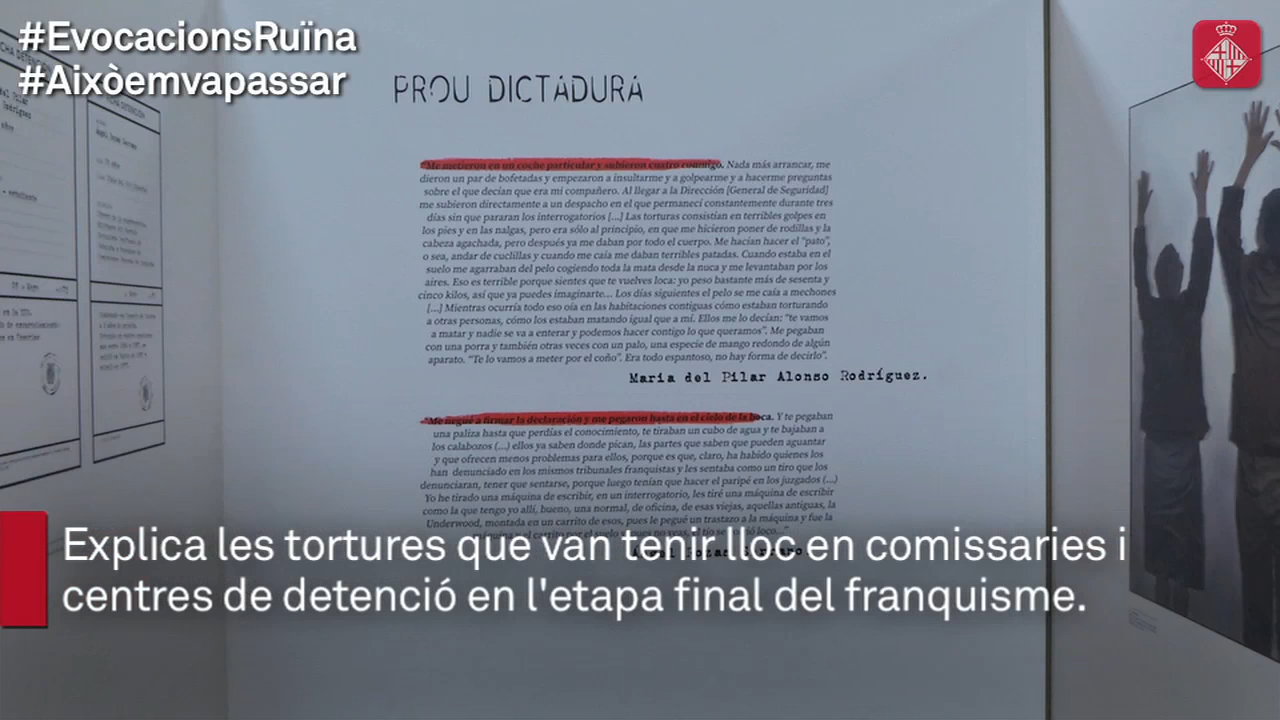 #EvocacionsRuïna
#Aixòemvapassar
PROU DICTADURA
"Me metieron en un coche particular y subieron cuatro conmigo. Nada más arrancar, me
dieron un par de bofetadas y empezaron a insultarme y a golpearme y a hacerme preguntas
sobre el que decían que era mi compañero. Al llegar a la Dirección [General de Seguridad]
me subieron directamente a un despacho en el que permanecí constantemente durante tres
días sin que pararan los interrogatorios [...] Las torturas consistían en terribles golpes en
los pies y en las nalgas, pero era sólo al principio, en que me hicieron poner de rodillas y la
cabeza agachada, pero después ya me daban por todo el cuerpo. Me hacían hacer el "pato",
o sea, andar de cuclillas y cuando me caía me daban terribles patadas. Cuando estaba en el
suelo me agarraban del pelo cogiendo toda la mata desde la nuca y me levantaban por los
aires. Eso es terrible porque sientes que te vuelves loca: yo peso bastante más de sesenta y
cinco kilos, así que ya puedes imaginarte... Los días siguientes el pelo se me caía a mechones
[...] Mientras ocurría todo eso oía en las habitaciones contiguas cómo estaban torturando
a otras personas, cómo los estaban matando igual que a mí. Ellos me lo decían: "te vamos
a matar y nadie se va a enterar y podemos hacer contigo lo que queramos". Me pegaban
con una porra y también otras veces con un palo, una especie de mango redondo de algún
aparato. "Te lo vamos a meter por el coño". Era todo espantoso, no hay forma de decirlo".
María del Pilar Alonso Rodríguez.
"Me negué a firmar la declaración y me pegaron hasta en el cielo de la boca. Y te pegaban
una paliza hasta que perdías el conocimiento, te tiraban un cubo de agua y te bajaban a
los calabozos (...) ellos ya saben donde pican, las partes que saben que pueden aguantar
y que ofrecen menos problemas para ellos, porque es que, claro, ha habido quienes los
han denunciado en los mismos tribunales franquistas y les sentaba como un tiro que los
denunciaran, tener que sentarse, porque luego tenían que hacer el paripé en los juzgados (...)
Yo he tirado una máquina de escribir, en un interrogatorio, les tiré una máquina de escribir
como la que tengo yo allí, bueno, una normal, de oficina, de esas viejas, aquellas antiguas, la
Underwood, montada en un carrito de esos, pues le pegué un trastazo a la máquina y fue la
Explica les tortures que van tenir lloc en comissaries i
centres de detenció en l'etapa final del franquisme.